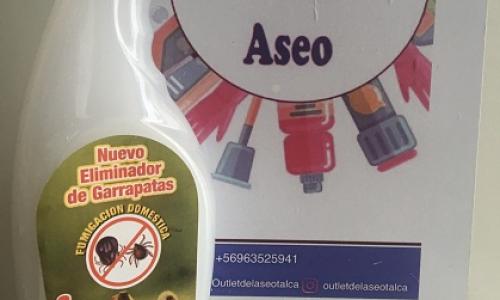 Aseo
Nuevo
Eliminador
de Garrapatas
FUMIGACION DOMESTICA
+56963525941
Outletdelaseotalca outletdelaseotalca